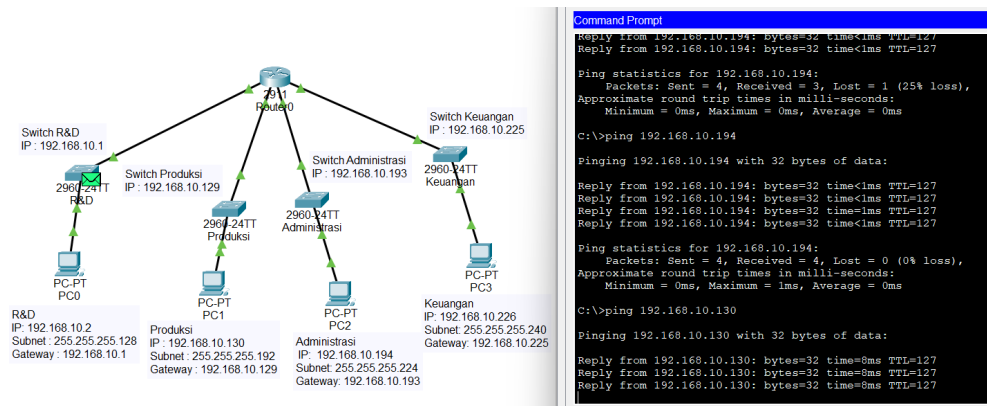 2911
Router0
Switch R&D
IP : 192.168.10.1
2960-24TT
R&D
PC-PT
PC0
R&D
IP: 192.168.10.2
Subnet : 255.255.255.128
Gateway : 192.168.10.1
Switch Produksi
IP : 192.168.10.129
2960-24TT
Produksi
PC-PT
PC1
Produksi
IP : 192.168.10.130
Subnet : 255.255.255.192
Gateway : 192.168.10.129
Switch Administrasi
IP : 192.168.10.193
2960-24TT
Administrasi
PC-PT
PC2
Administrasi
IP: 192.168.10.194
Subnet: 255.255.255.224
Gateway: 192.168.10.193
Switch Keuangan
IP : 192.168.10.225
2960-24TT
Keuangan
PC-PT
PC3
Keuangan
IP: 192.168.10.226
Subnet: 255.255.255.240
Gateway: 192.168.10.225
Command Prompt
Reply from 192.168.10.194: bytes=32 time<1ms TTL=127
Reply from 192.168.10.194: bytes=32 time<1ms TTL=127
Ping statistics for 192.168.10.194:
Packets: Sent = 4, Received = 3, Lost = 1 (25% loss),
Approximate round trip times in milli-seconds:
Minimum = 0ms, Maximum = 0ms, Average = 0ms
C:\>ping 192.168.10.194
Pinging 192.168.10.194 with 32 bytes of data:
Reply from 192.168.10.194: bytes=32 time<1ms TTL=127
Reply from 192.168.10.194: bytes=32 time<1ms TTL=127
Reply from 192.168.10.194: bytes=32 time=1ms TTL=127
Reply from 192.168.10.194: bytes=32 time<1ms TTL=127
Ping statistics for 192.168.10.194:
Packets: Sent = 4, Received = 4, Lost = 0 (0% loss),
Approximate round trip times in milli-seconds:
Minimum = 0ms, Maximum = 1ms, Average = 0ms
C:\>ping 192.168.10.130
Pinging 192.168.10.130 with 32 bytes of data:
Reply from 192.168.10.130: bytes=32 time=8ms TTL=127
Reply from 192.168.10.130: bytes=32 time=8ms TTL=127
Reply from 192.168.10.130: bytes=32 time=8ms TTL=127